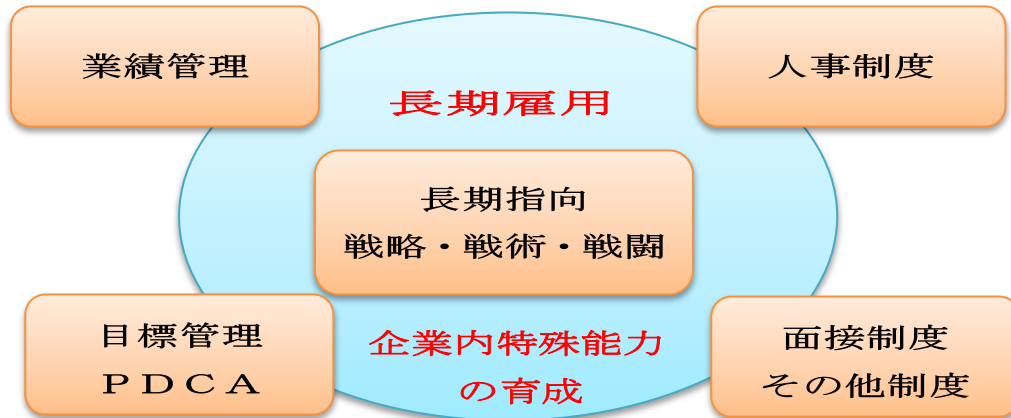 業績管理
人事制度
長期雇用
長期指向
戦略・戦術・戦闘
目標管理
ＰＤＣＡ
企業内特殊能力
の育成
面接制度
その他制度